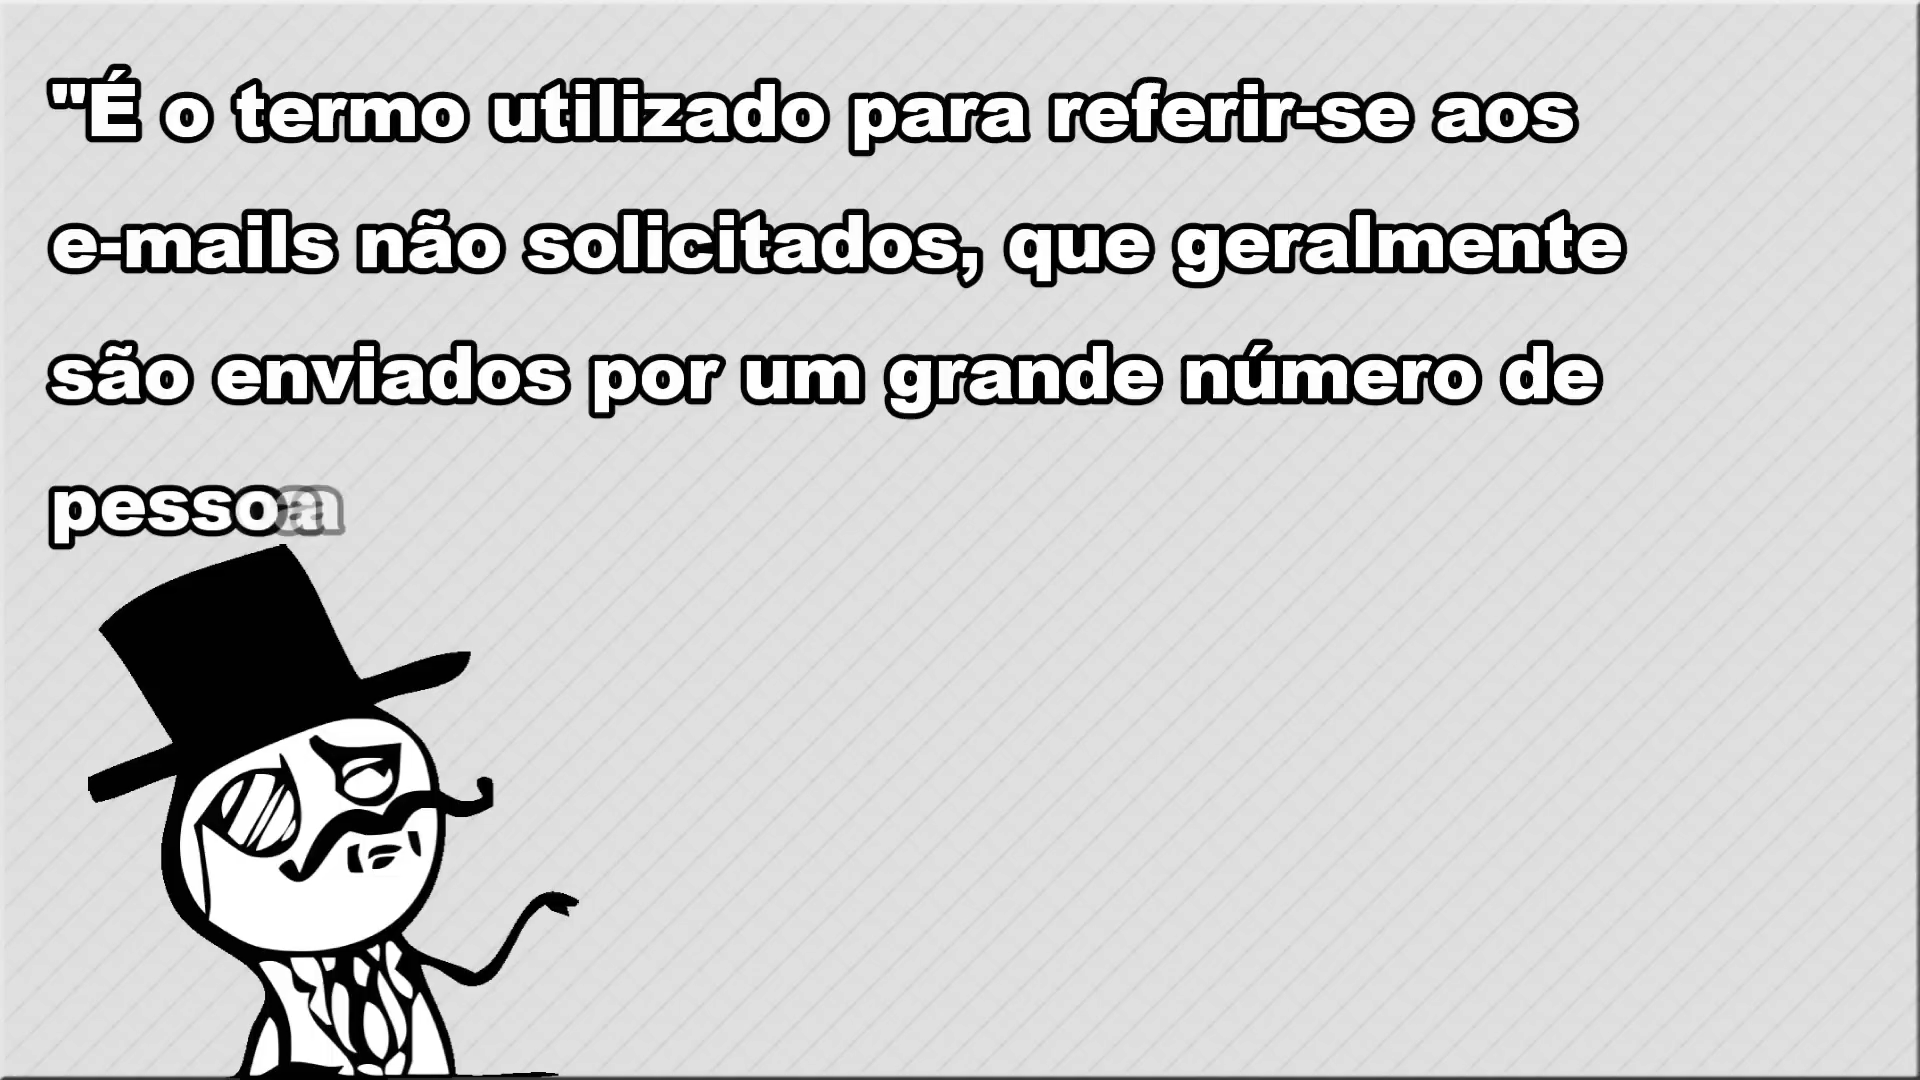 "É o termo utilizado para referir-se aos
e-mails não solicitados, que geralmente
são enviados por um grande número de
pessoa